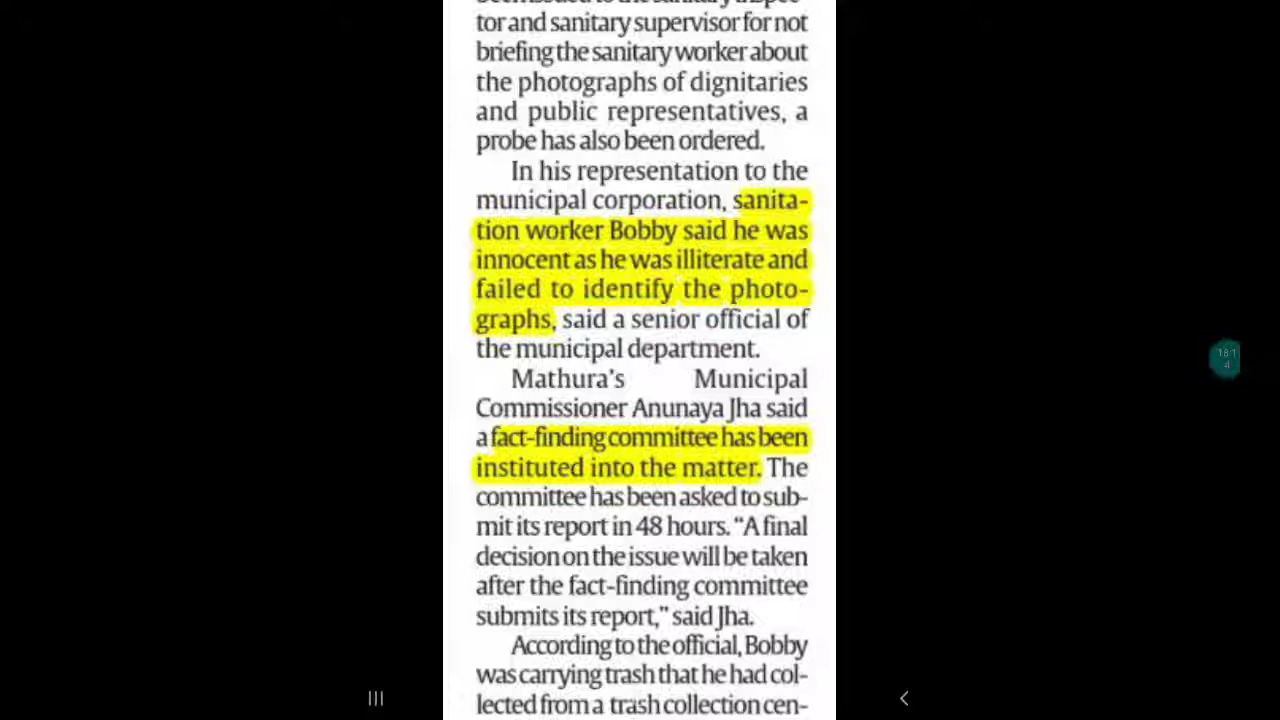 tor and sanitary supervisor for not
briefing the sanitary worker about
the photographs of dignitaries
and public representatives, a
probe has also been ordered.
In his representation to the
municipal corporation, sanita-
tion worker Bobby said he was
innocent as he was illiterate and
failed to identify the photo-
graphs, said a senior official of
the municipal department.
Mathura's Municipal
Commissioner Anunaya Jha said
a fact-finding committee has been
instituted into the matter. The
committee has been asked to sub-
mit its report in 48 hours. “A final
decision on the issue will be taken
after the fact-finding committee
submits its report,” said Jha.
According to the official, Bobby
was carrying trash that he had col-
lected from a trash collection cen-